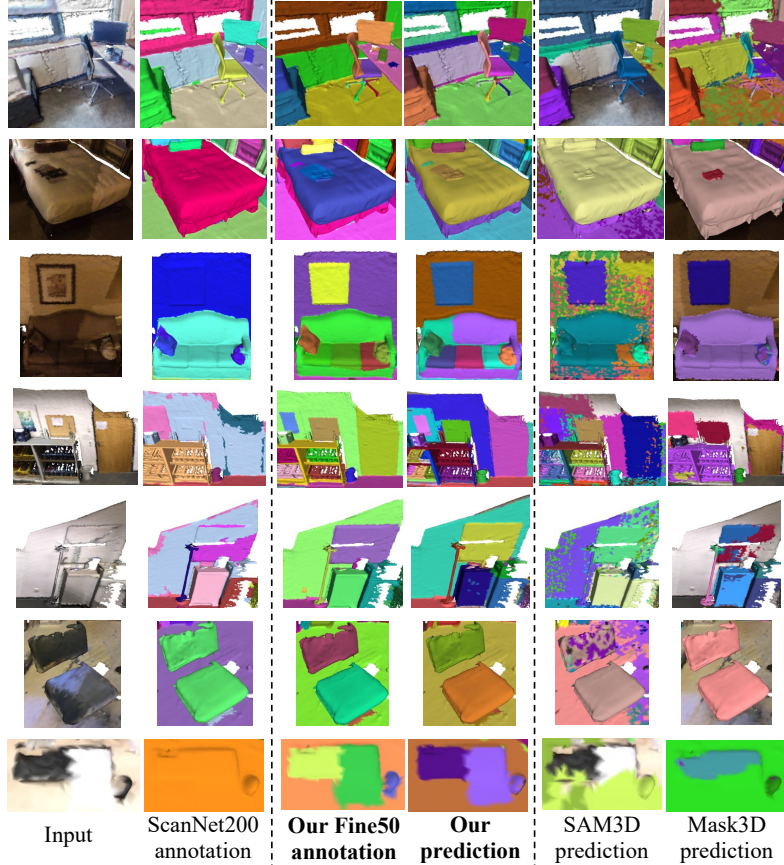 Input
ScanNet200
annotation
Our Fine50
annotation
Our
prediction
SAM3D
prediction
Mask3D
prediction